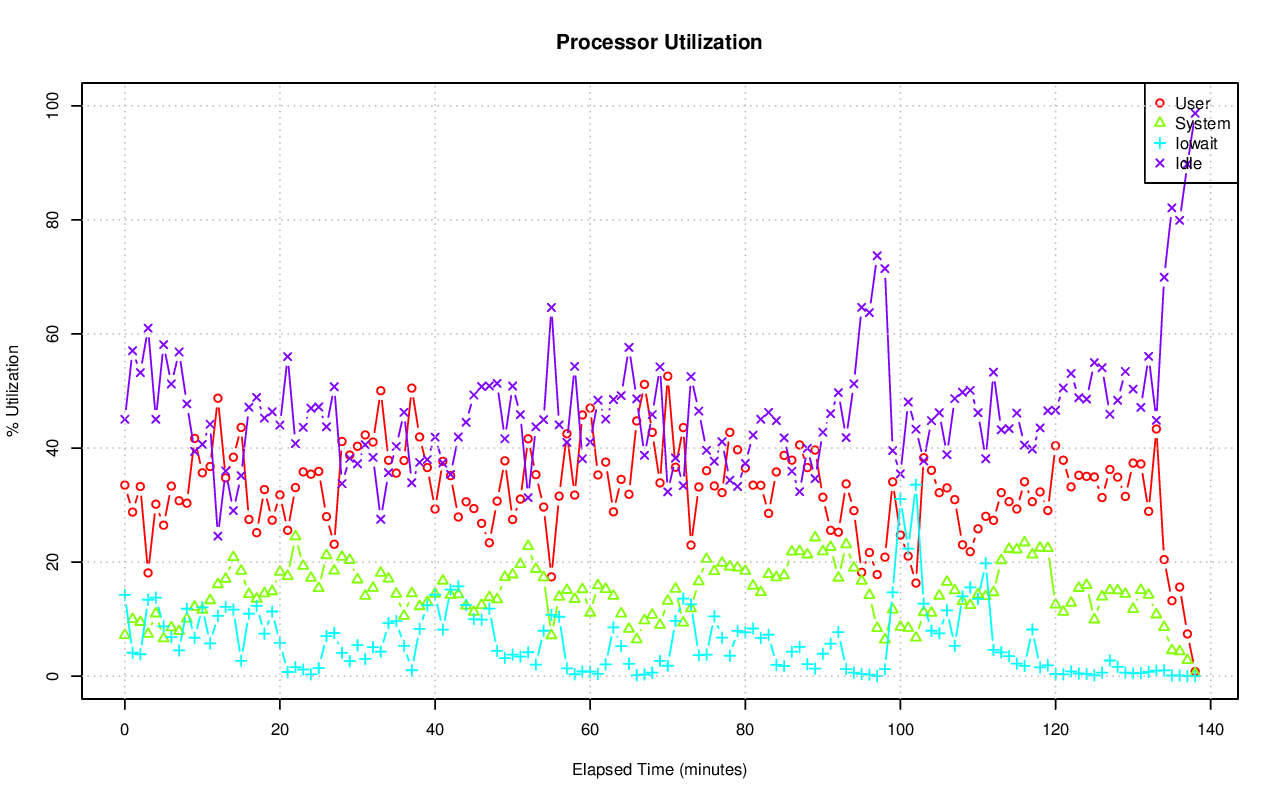 Processor Utilization
100
80
60
40
20
0
% Utilization
User
System
Iowait
Idle
0 20 40 60 80 100 120 140
Elapsed Time (minutes)